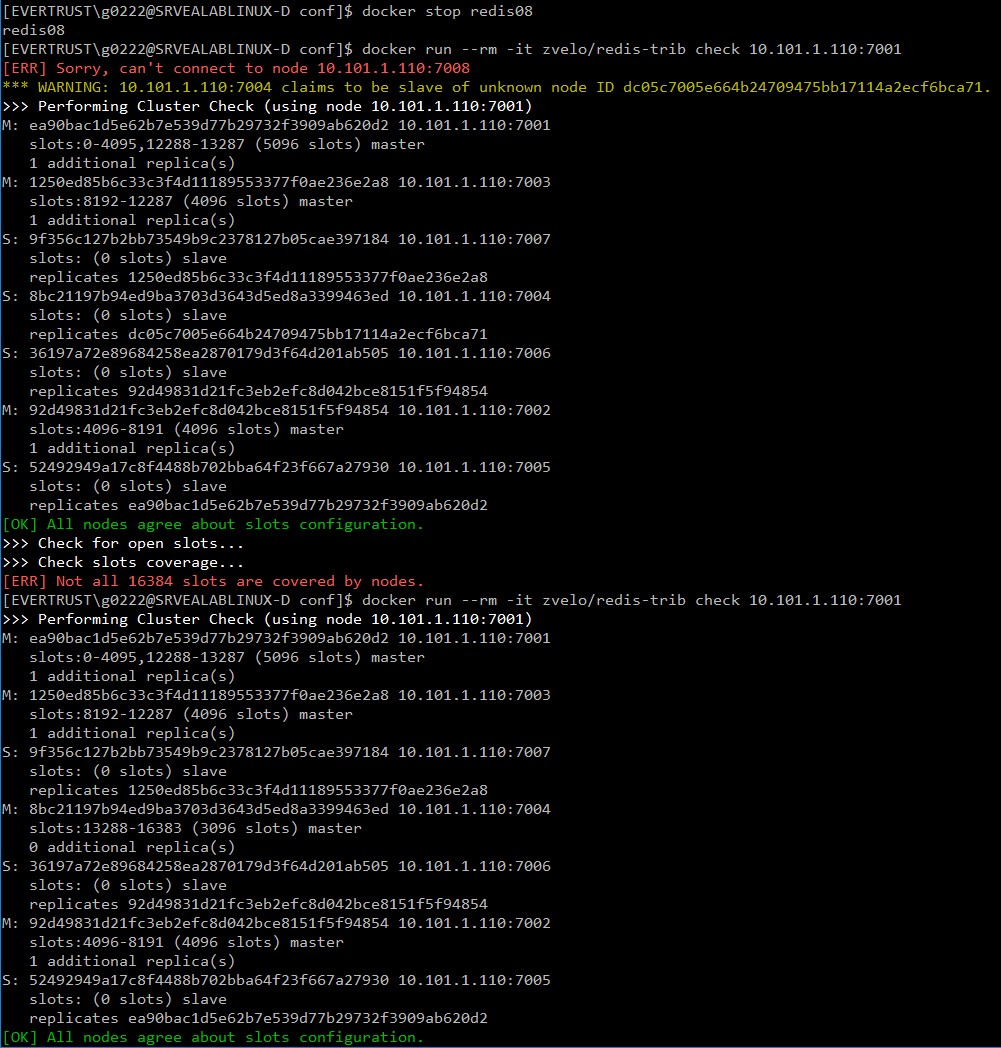 [EVERTRUST\g0222@SRVEALABLINUX-D conf]$ docker stop redis08
redis08
[EVERTRUST\g0222@SRVEALABLINUX-D conf]$ docker run --rm -it zvelo/redis-trib check 10.101.1.110:7001
[ERR] Sorry, can't connect to node 10.101.1.110:7008
*** WARNING: 10.101.1.110:7004 claims to be slave of unknown node ID dc05c7005e664b24709475bb17114a2ecf6bca71.
>>> Performing Cluster Check (using node 10.101.1.110:7001)
M: ea90bac1d5e62b7e539d77b29732f3909ab620d2 10.101.1.110:7001
   slots:0-4095,12288-13287 (5096 slots) master
   1 additional replica(s)
M: 1250ed85b6c33c3f4d11189553377f0ae236e2a8 10.101.1.110:7003
   slots:8192-12287 (4096 slots) master
   1 additional replica(s)
S: 9f356c127b2bb73549b9c2378127b05cae397184 10.101.1.110:7007
   slots: (0 slots) slave
   replicates 1250ed85b6c33c3f4d11189553377f0ae236e2a8
S: 8bc21197b94ed9ba3703d3643d5ed8a3399463ed 10.101.1.110:7004
   slots: (0 slots) slave
   replicates dc05c7005e664b24709475bb17114a2ecf6bca71
S: 36197a72e89684258ea2870179d3f64d201ab505 10.101.1.110:7006
   slots: (0 slots) slave
   replicates 92d49831d21fc3eb2efc8d042bce8151f5f94854
M: 92d49831d21fc3eb2efc8d042bce8151f5f94854 10.101.1.110:7002
   slots:4096-8191 (4096 slots) master
   1 additional replica(s)
S: 52492949a17c8f4488b702bba64f23f667a27930 10.101.1.110:7005
   slots: (0 slots) slave
   replicates ea90bac1d5e62b7e539d77b29732f3909ab620d2
[OK] All nodes agree about slots configuration.
>>> Check for open slots...
>>> Check slots coverage...
[ERR] Not all 16384 slots are covered by nodes.
[EVERTRUST\g0222@SRVEALABLINUX-D conf]$ docker run --rm -it zvelo/redis-trib check 10.101.1.110:7001
>>> Performing Cluster Check (using node 10.101.1.110:7001)
M: ea90bac1d5e62b7e539d77b29732f3909ab620d2 10.101.1.110:7001
   slots:0-4095,12288-13287 (5096 slots) master
   1 additional replica(s)
M: 1250ed85b6c33c3f4d11189553377f0ae236e2a8 10.101.1.110:7003
   slots:8192-12287 (4096 slots) master
   1 additional replica(s)
S: 9f356c127b2bb73549b9c2378127b05cae397184 10.101.1.110:7007
   slots: (0 slots) slave
   replicates 1250ed85b6c33c3f4d11189553377f0ae236e2a8
M: 8bc21197b94ed9ba3703d3643d5ed8a3399463ed 10.101.1.110:7004
   slots:13288-16383 (3096 slots) master
   0 additional replica(s)
S: 36197a72e89684258ea2870179d3f64d201ab505 10.101.1.110:7006
   slots: (0 slots) slave
   replicates 92d49831d21fc3eb2efc8d042bce8151f5f94854
M: 92d49831d21fc3eb2efc8d042bce8151f5f94854 10.101.1.110:7002
   slots:4096-8191 (4096 slots) master
   1 additional replica(s)
S: 52492949a17c8f4488b702bba64f23f667a27930 10.101.1.110:7005
   slots: (0 slots) slave
   replicates ea90bac1d5e62b7e539d77b29732f3909ab620d2
[OK] All nodes agree about slots configuration.